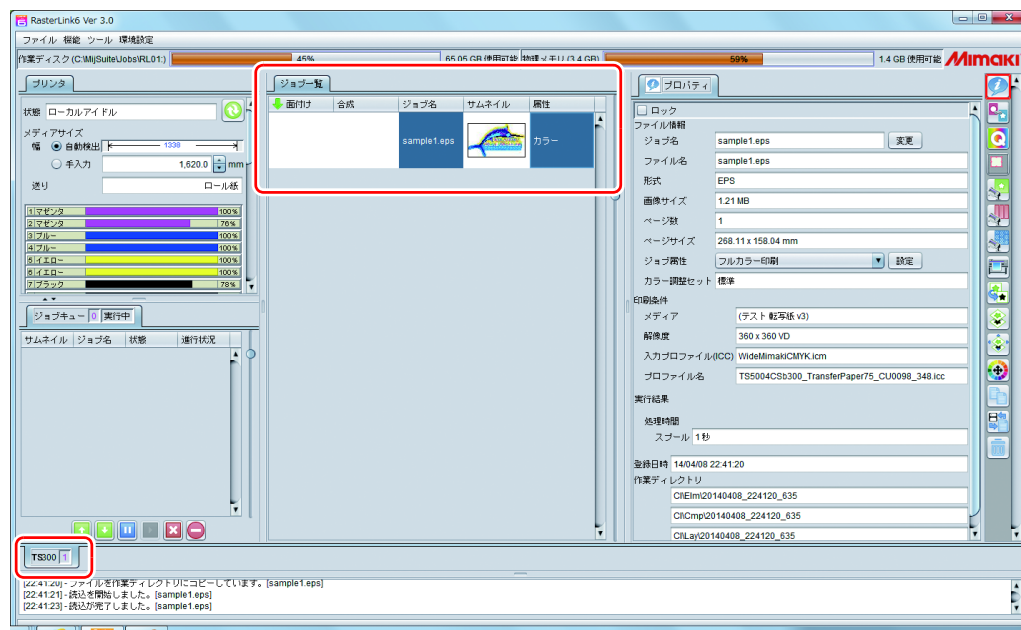 RasterLink6 Ver 3.0
ファイル 機能 ツール 環境設定
作業ディスク (C:\MijSuite\Jobs\RL01:) 45% 65.05 GB 使用可能 物理メモリ (3.4 GB) 59% 1.4 GB 使用可能 Mimaki
プリンタ
状態 ローカルアイドル
メディアサイズ
幅 自動検出 1338
手入力 1,620.0 mm
送り ロール紙
1 マゼンタ 100%
2 マゼンタ 76%
3 ブルー 100%
4 ブルー 100%
5 イエロー 100%
6 イエロー 100%
7 ブラック 78%
ジョブキュー 0 実行中
サムネイル ジョブ名 状態 進行状況
ジョブ一覧
面付け 合成 ジョブ名 サムネイル 属性
sample1.eps カラー
プロパティ
ロック
ファイル情報
ジョブ名 sample1.eps 変更
ファイル名 sample1.eps
形式 EPS
画像サイズ 1.21 MB
ページ数 1
ページサイズ 268.11 x 158.04 mm
ジョブ属性 フルカラー印刷 設定
カラー調整セット 標準
印刷条件
メディア (テスト 転写紙 v3)
解像度 360 x 360 VD
入力プロファイル(ICC) WideMimakiCMYK.icm
プロファイル名 TS5004CSb300_TransferPaper75_CU0098_348.icc
実行結果
処理時間
スプール 1秒
登録日時 14/04/08 22:41:20
作業ディレクトリ
CI\Elm\20140408_224120_635
CI\Cmp\20140408_224120_635
CI\Lay\20140408_224120_635
TS300 1
[22:41:20] - ファイルを作業ディレクトリにコピーしています。 [sample1.eps]
[22:41:21] - 読込を開始しました。 [sample1.eps]
[22:41:23] - 読込が完了しました。 [sample1.eps]